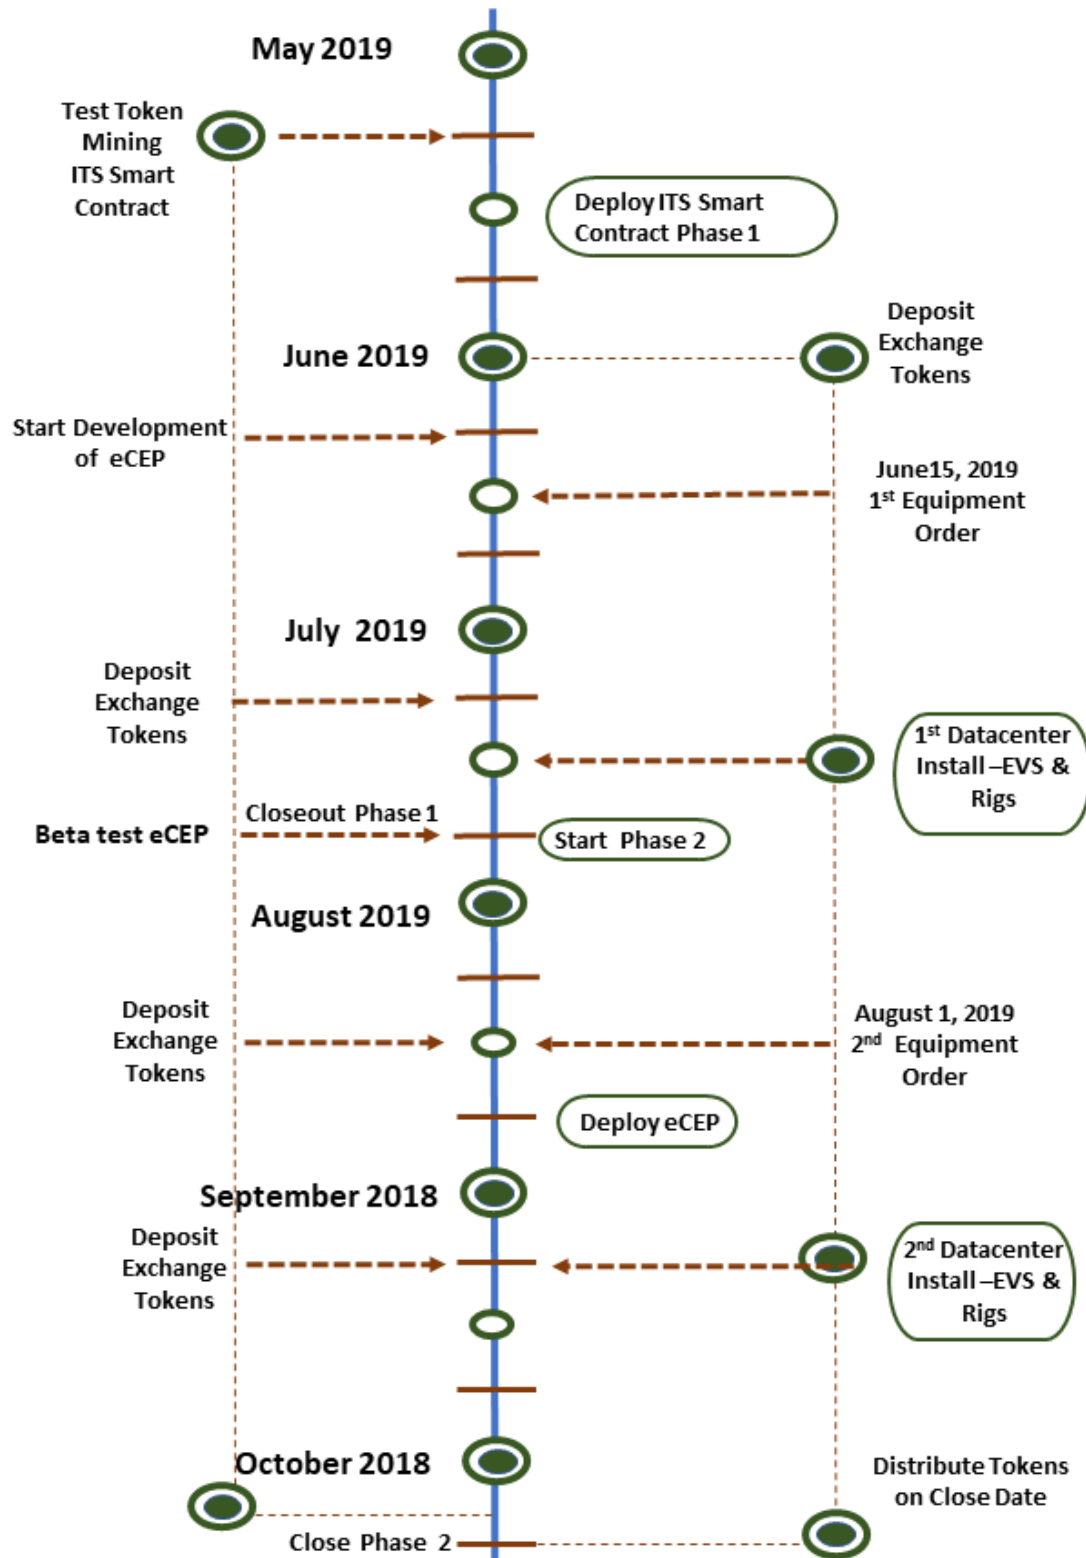 May 2019
Test Token
Mining
ITS Smart
Contract
Deploy ITS Smart
Contract Phase 1
Deposit
Exchange
Tokens
June 2019
Start Development
of eCEP
June15, 2019
1st Equipment
Order
July 2019
Deposit
Exchange
Tokens
1st Datacenter
Install –EVS &
Rigs
Closeout Phase 1
Beta test eCEP
Start Phase 2
August 2019
Deposit
Exchange
Tokens
August 1, 2019
2nd Equipment
Order
Deploy eCEP
September 2018
Deposit
Exchange
Tokens
2nd Datacenter
Install –EVS &
Rigs
October 2018
Distribute Tokens
on Close Date
Close Phase 2